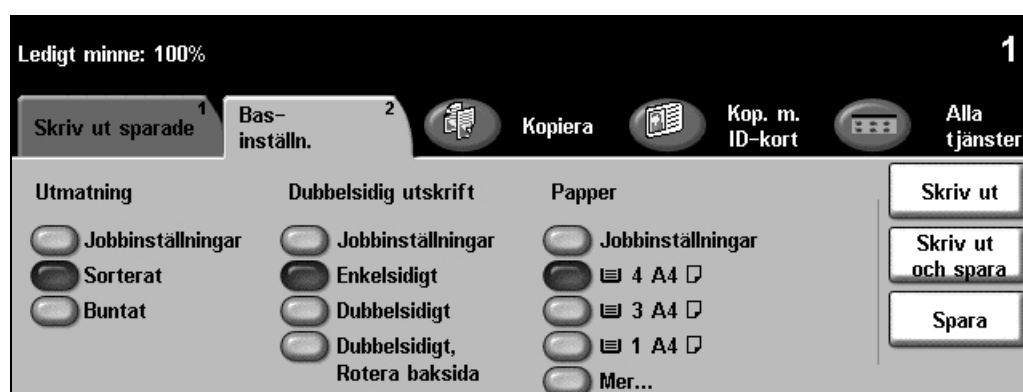 Ledigt minne: 100%
1
Skriv ut sparade 1
Bas-
inställn. 2
Kopiera
Kop. m.
ID-kort
Alla
tjänster
Utmatning
Jobbinställningar
Sorterat
Buntat
Dubbelsidig utskrift
Jobbinställningar
Enkelsidigt
Dubbelsidigt
Dubbelsidigt,
Rotera baksida
Papper
Jobbinställningar
4 A4
3 A4
1 A4
Mer...
Skriv ut
Skriv ut
och spara
Spara